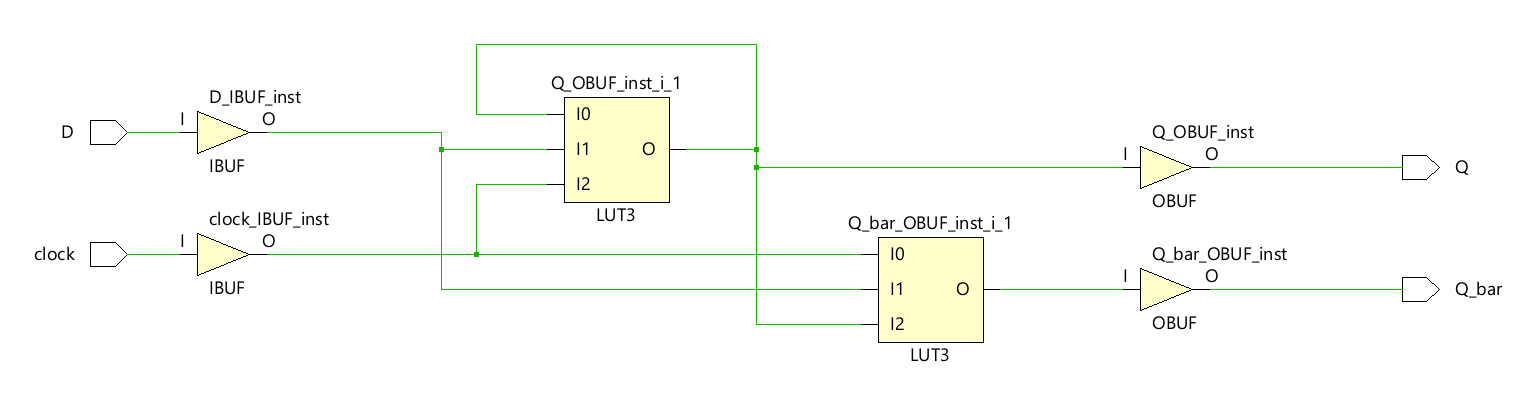 Q_OBUF_inst_i_1
D_IBUF_inst
I0
I O
D
Q_OBUF_inst
I1 O
I O
IBUF
Q
I2
OBUF
LUT3
clock_IBUF_inst
Q_bar_OBUF_inst_i_1
I O
clock
I0
Q_bar_OBUF_inst
I O
IBUF
I1 O
Q_bar
I2
OBUF
LUT3